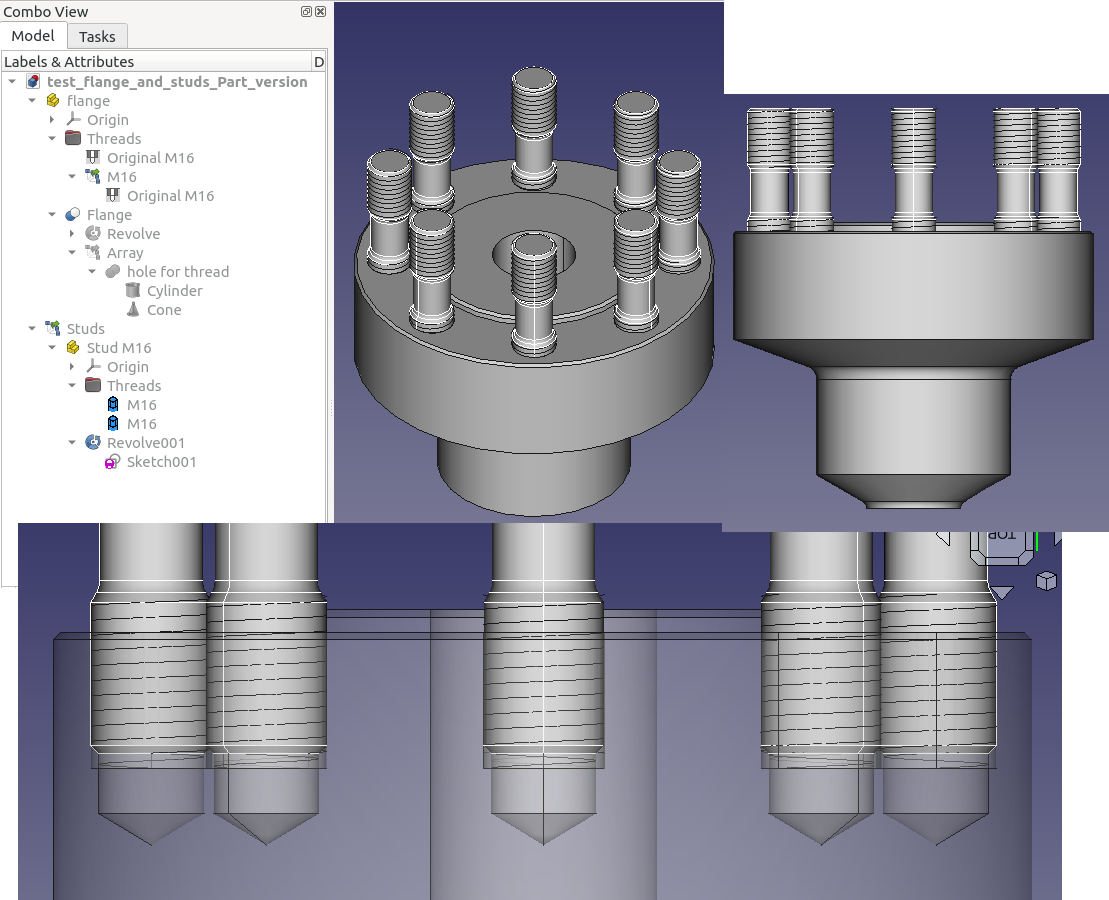 Combo View
Model
Tasks
Labels & Attributes
D
test_flange_and_studs_Part_version
flange
Origin
Threads
Original M16
M16
Original M16
Flange
Revolve
Array
hole for thread
Cylinder
Cone
Studs
Stud M16
Origin
Threads
M16
M16
Revolve001
Sketch001
TOP